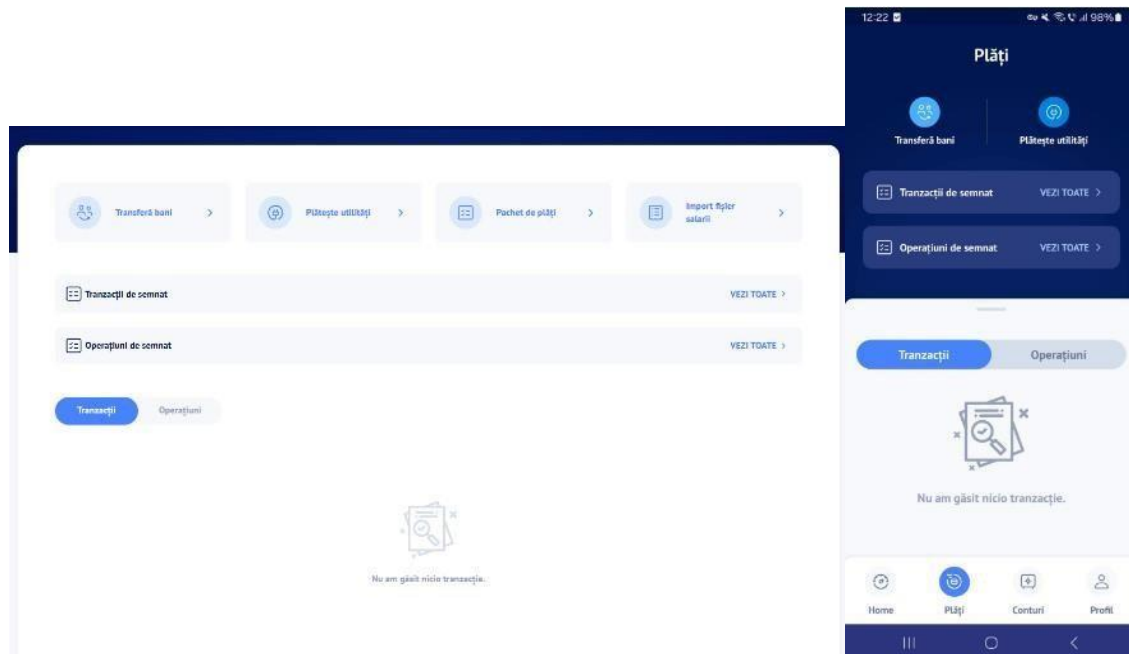 Transferă bani
Plătește utilități
Pachet de plăți
Import fișier
salarii
Tranzacții de semnat
VEZI TOATE
Operațiuni de semnat
VEZI TOATE
Tranzacții
Operațiuni
Nu am găsit nicio tranzacție.
12:22
98%
Plăți
Transferă bani
Plătește utilități
Tranzacții de semnat
VEZI TOATE
Operațiuni de semnat
VEZI TOATE
Tranzacții
Operațiuni
Nu am găsit nicio tranzacție.
Home
Plăți
Conturi
Profil